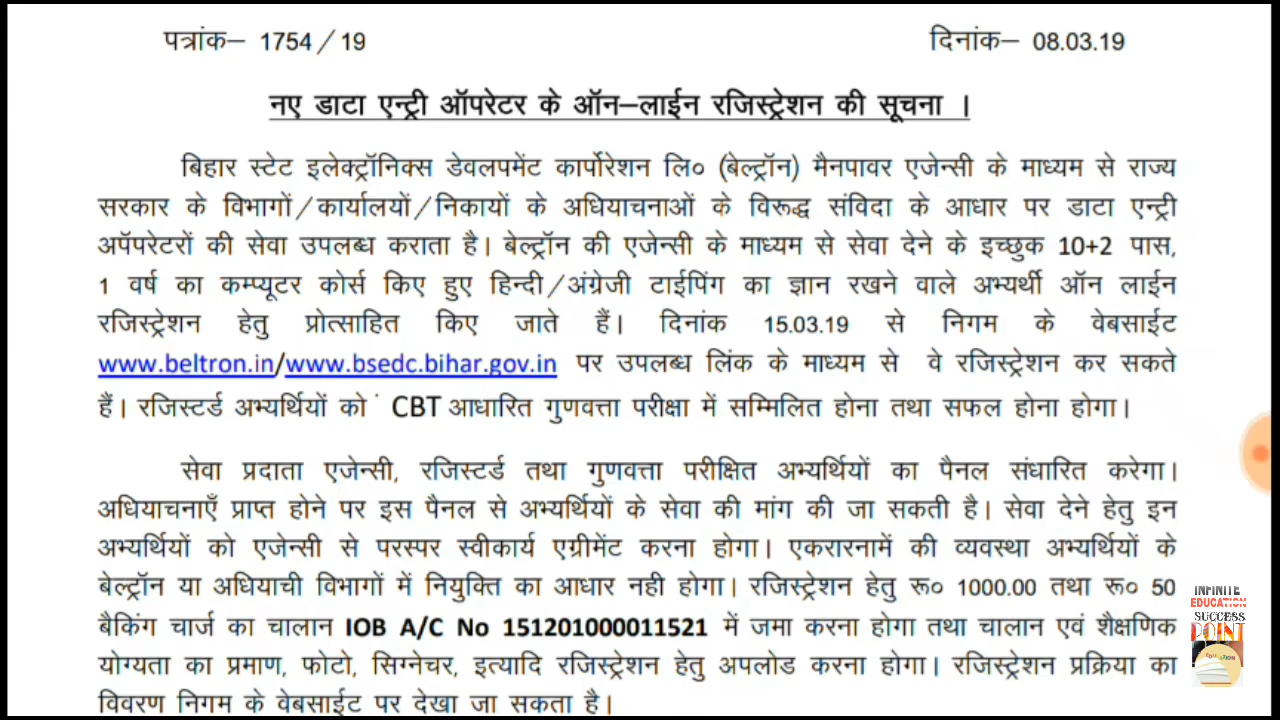 पत्रांक– 1754 / 19 दिनांक– 08.03.19
नए डाटा एन्ट्री ऑपरेटर के ऑन–लाईन रजिस्ट्रेशन की सूचना ।
बिहार स्टेट इलेक्ट्रॉनिक्स डेवलपमेंट कार्पोरेशन लि० (बेल्ट्रॉन) मैनपावर एजेन्सी के माध्यम से राज्य
सरकार के विभागों/कार्यालयों/निकायों के अधियाचनाओं के विरूद्ध संविदा के आधार पर डाटा एन्ट्री
अपॅपरेटरों की सेवा उपलब्ध कराता है। बेल्ट्रॉन की एजेन्सी के माध्यम से सेवा देने के इच्छुक 10+2 पास,
1 वर्ष का कम्प्यूटर कोर्स किए हुए हिन्दी/अंग्रेजी टाईपिंग का ज्ञान रखने वाले अभ्यर्थी ऑन लाईन
रजिस्ट्रेशन हेतु प्रोत्साहित किए जाते हैं। दिनांक 15.03.19 से निगम के वेबसाईट
www.beltron.in/www.bsedc.bihar.gov.in पर उपलब्ध लिंक के माध्यम से वे रजिस्ट्रेशन कर सकते
हैं। रजिस्टर्ड अभ्यर्थियों को CBT आधारित गुणवत्ता परीक्षा में सम्मिलित होना तथा सफल होना होगा।
सेवा प्रदाता एजेन्सी, रजिस्टर्ड तथा गुणवत्ता परीक्षित अभ्यर्थियों का पैनल संधारित करेगा।
अधियाचनाएँ प्राप्त होने पर इस पैनल से अभ्यर्थियों के सेवा की मांग की जा सकती है। सेवा देने हेतु इन
अभ्यर्थियों को एजेन्सी से परस्पर स्वीकार्य एग्रीमेंट करना होगा। एकरारनामें की व्यवस्था अभ्यर्थियों के
बेल्ट्रॉन या अधियाची विभागों में नियुक्ति का आधार नही होगा। रजिस्ट्रेशन हेतु रू० 1000.00 तथा रू० 50
बैकिंग चार्ज का चालान IOB A/C No 151201000011521 में जमा करना होगा तथा चालान एवं शैक्षणिक
योग्यता का प्रमाण, फोटो, सिग्नेचर, इत्यादि रजिस्ट्रेशन हेतु अपलोड करना होगा। रजिस्ट्रेशन प्रक्रिया का
विवरण निगम के वेबसाईट पर देखा जा सकता है।
INFINITE
EDUCATION
SUCCESS
POINT
EDUCATION